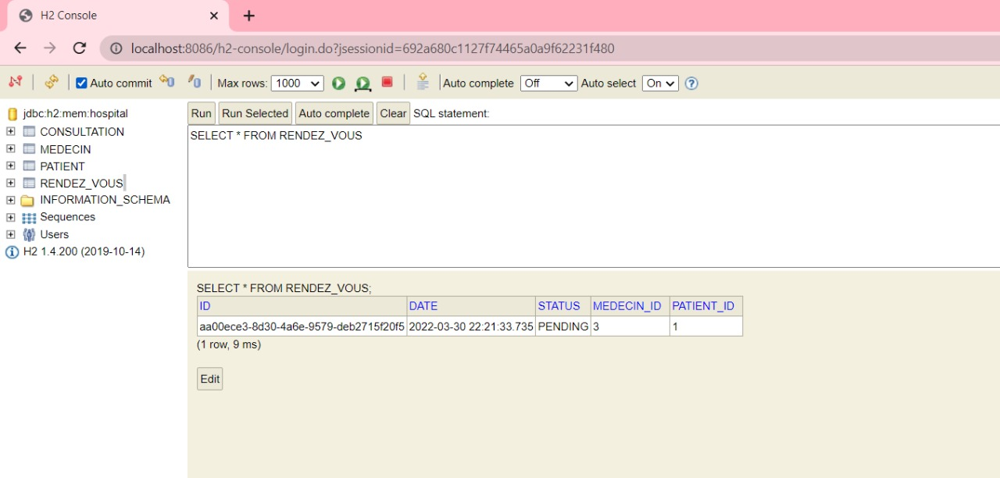 H2 Console
localhost:8086/h2-console/login.do?jsessionid=692a680c1127f74465a0a9f62231f480
Auto commit Max rows: 1000 Auto complete Off Auto select On
jdbc:h2:mem:hospital
CONSULTATION
MEDECIN
PATIENT
RENDEZ_VOUS
INFORMATION_SCHEMA
Sequences
Users
H2 1.4.200 (2019-10-14)
Run Run Selected Auto complete Clear SQL statement:
SELECT * FROM RENDEZ_VOUS
SELECT * FROM RENDEZ_VOUS;
ID DATE STATUS MEDECIN_ID PATIENT_ID
aa00ece3-8d30-4a6e-9579-deb2715f20f5 2022-03-30 22:21:33.735 PENDING 3 1
(1 row, 9 ms)
Edit